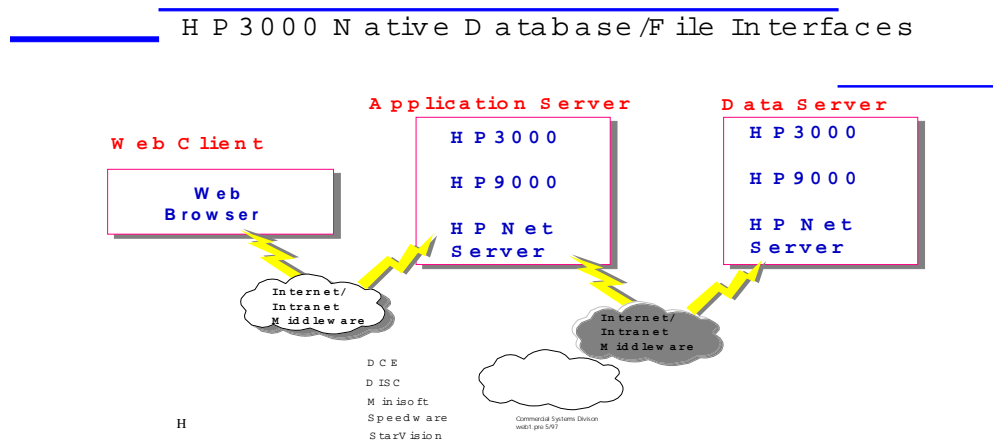 HP3000 Native Database/File Interfaces
Application Server
Data Server
Web Client
HP3000
HP9000
HP Net
Server
HP3000
HP9000
HP Net
Server
Web
Browser
Internet/
Intranet
Middleware
Internet/
Intranet
Middleware
DCE
DISC
Minisoft
Speedware
StarVision
H
Commercial Systems Divison
web1.pre 5/97